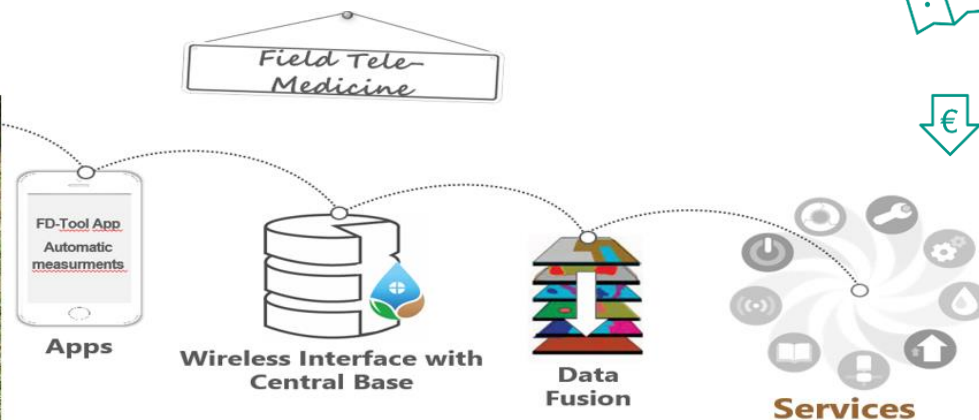 Field Tele-
Medicine
€
FD-Tool App
Automatic
measurments
Apps
Wireless Interface with
Central Base
Data
Fusion
Services